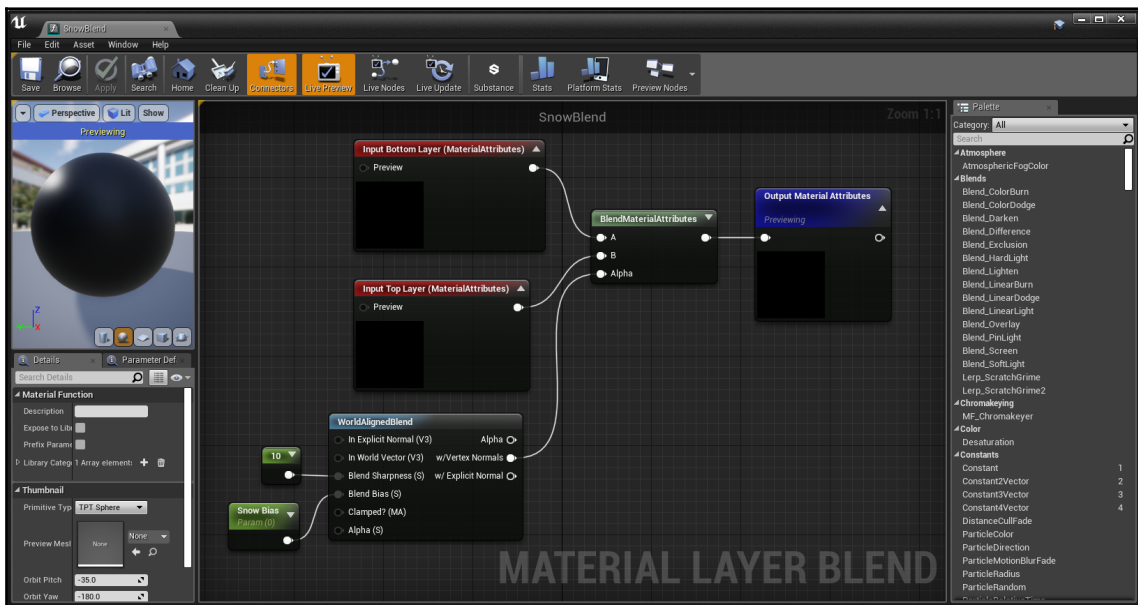 SnowBlend
File Edit Asset Window Help
Save Browse Apply Search Home Clean Up Connectors Live Preview Live Nodes Live Update Substance Stats Platform Stats Preview Nodes
Perspective Lit Show
Previewing
Z
X
Details Parameter Def
Search Details
Material Function
Description
Expose to Libr
Prefix Parame
Library Catego 1 Array element:
Thumbnail
Primitive Typ TPT Sphere
Preview Mesl None None
Orbit Pitch -35.0
Orbit Yaw -180.0
SnowBlend Zoom 1:1
Input Bottom Layer (MaterialAttributes)
Preview
Input Top Layer (MaterialAttributes)
Preview
BlendMaterialAttributes
A
B
Alpha
Output Material Attributes
Previewing
WorldAlignedBlend
In Explicit Normal (V3) Alpha
In World Vector (V3) w/Vertex Normals
Blend Sharpness (S) w/ Explicit Normal
Blend Bias (S)
Clamped? (MA)
Alpha (S)
10
Snow Bias
Param (0)
MATERIAL LAYER BLEND
Palette
Category: All
Search
Atmosphere
AtmosphericFogColor
Blends
Blend_ColorBurn
Blend_ColorDodge
Blend_Darken
Blend_Difference
Blend_Exclusion
Blend_HardLight
Blend_Lighten
Blend_LinearBurn
Blend_LinearDodge
Blend_LinearLight
Blend_Overlay
Blend_PinLight
Blend_Screen
Blend_SoftLight
Lerp_ScratchGrime
Lerp_ScratchGrime2
Chromakeying
MF_Chromakeyer
Color
Desaturation
Constants
Constant 1
Constant2Vector 2
Constant3Vector 3
Constant4Vector 4
DistanceCullFade
ParticleColor
ParticleDirection
ParticleMotionBlurFade
ParticleRadius
ParticleRandom